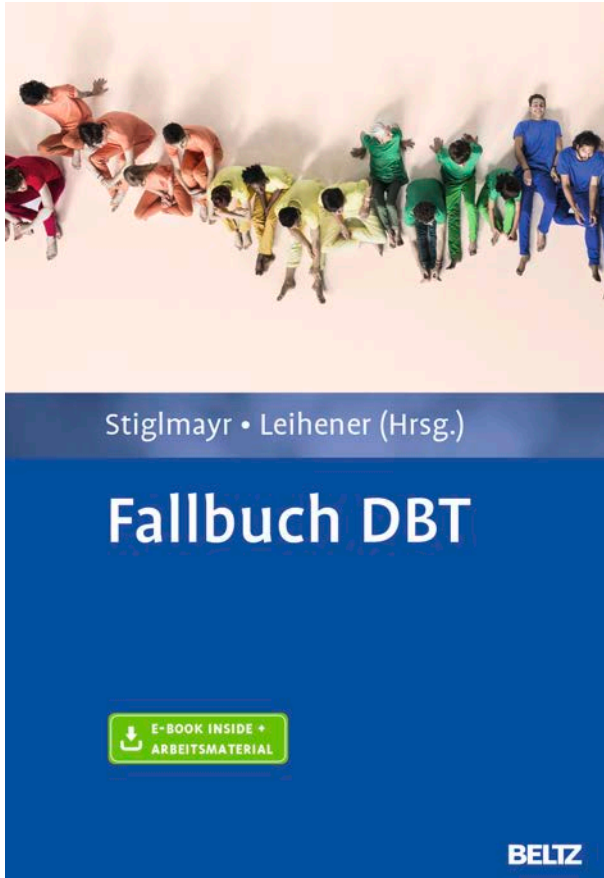 Stiglmayr • Leihener (Hrsg.)
Fallbuch DBT
E-BOOK INSIDE +
ARBEITSMATERIAL
BELTZ